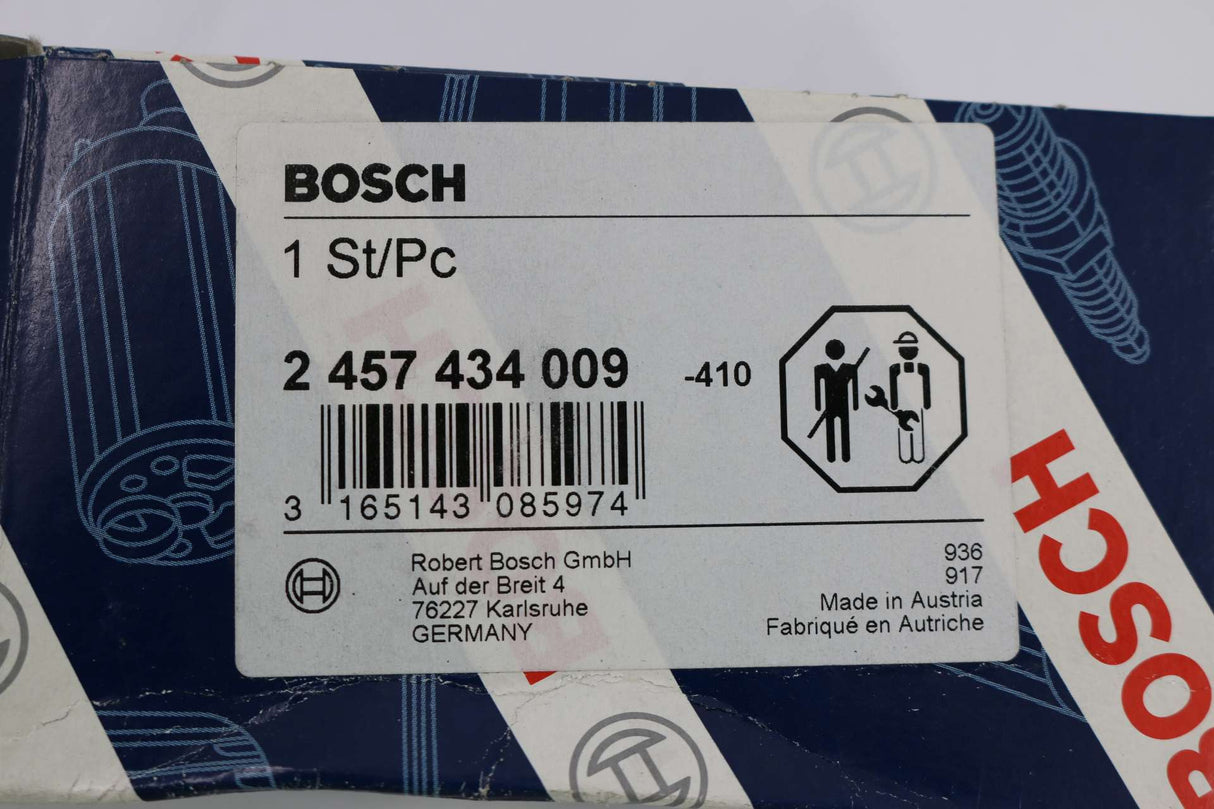 BOSCH
1 St/Pc
2 457 434 009 -410
3 165143 085974
Robert Bosch GmbH
Auf der Breit 4
76227 Karlsruhe
GERMANY
936
917
Made in Austria
Fabriqué en Autriche
BOSCH